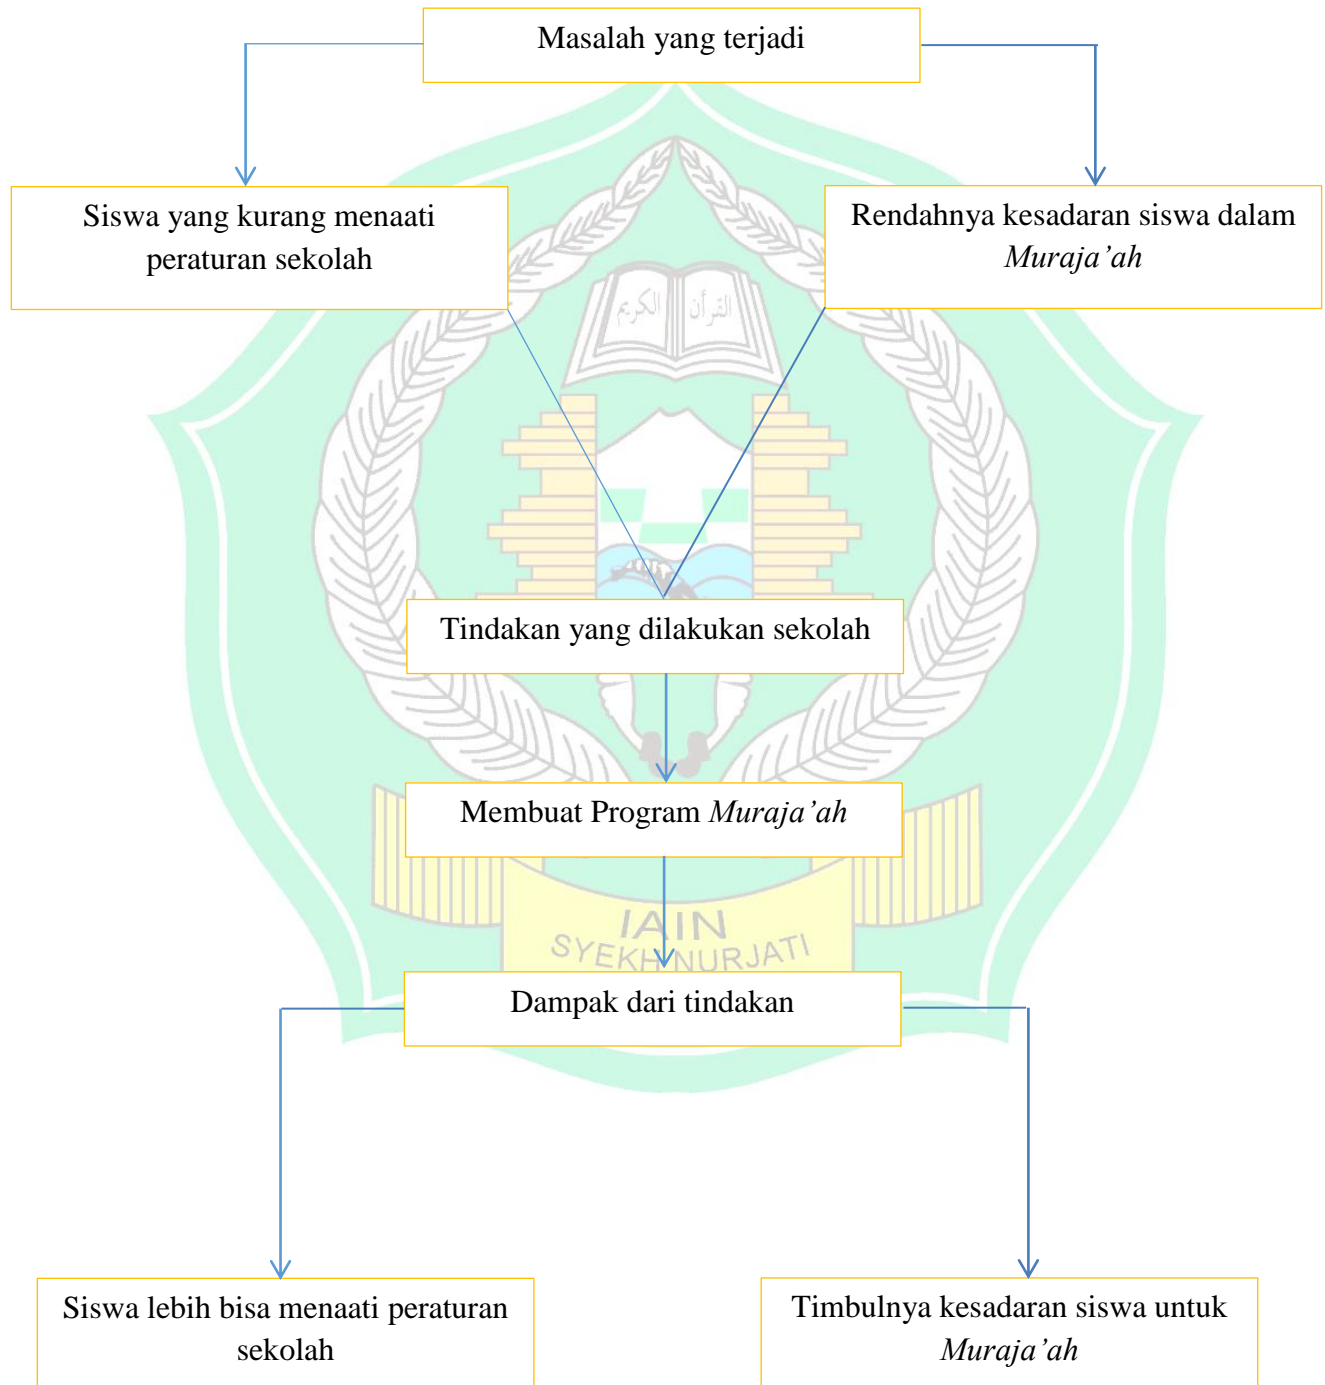 Masalah yang terjadi
Siswa yang kurang menaati
peraturan sekolah
Rendahnya kesadaran siswa dalam
Muraja’ah
القرآن
الكريم
Tindakan yang dilakukan sekolah
Membuat Program Muraja’ah
IAIN
SYEKH NURJATI
Dampak dari tindakan
Siswa lebih bisa menaati peraturan
sekolah
Timbulnya kesadaran siswa untuk
Muraja’ah